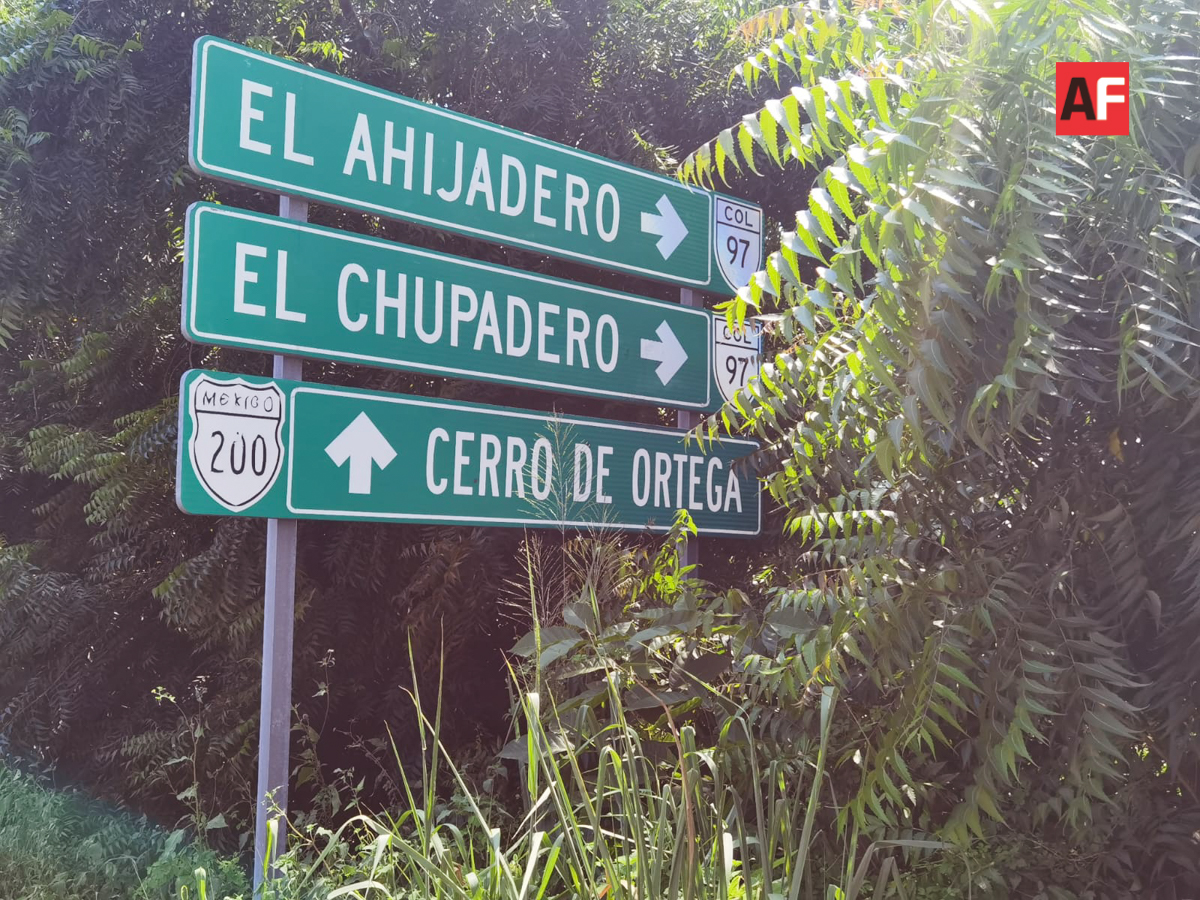 AF
EL AHIJADERO
COL
97
EL CHUPADERO
COL
97
MEXICO
200
CERRO DE ORTEGA